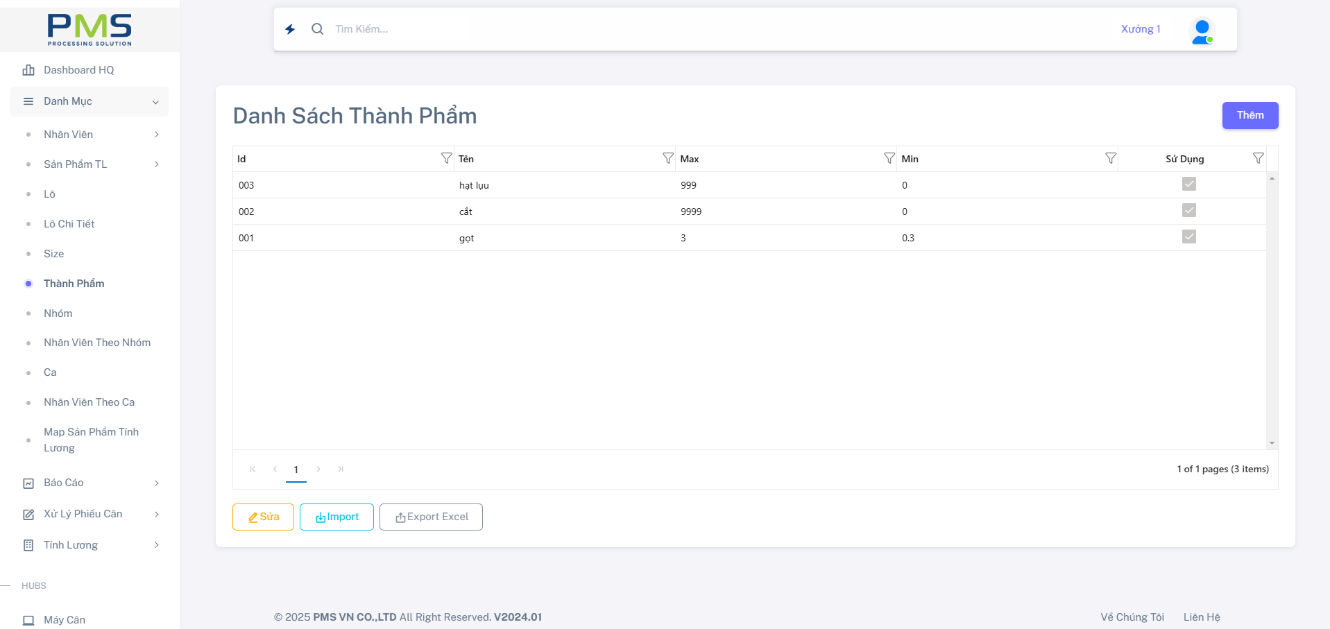 PMS
PROCESSING SOLUTION
Dashboard HQ
Danh Mục
Nhân Viên
Sản Phẩm TL
Lô
Lô Chi Tiết
Size
Thành Phẩm
Nhóm
Nhân Viên Theo Nhóm
Ca
Nhân Viên Theo Ca
Map Sản Phẩm Tính
Lương
Báo Cáo
Xử Lý Phiếu Cân
Tính Lương
HUBS
Máy Cân
Tìm Kiếm...
Xưởng 1
Danh Sách Thành Phẩm
Thêm
Id Tên Max Min Sử Dụng
003 hạt lựu 999 0
002 cắt 9999 0
001 gọt 3 0.3
1
1 of 1 pages (3 items)
Sửa Import Export Excel
© 2025 PMS VN CO.,LTD All Right Reserved. V2024.01
Về Chúng Tôi Liên Hệ